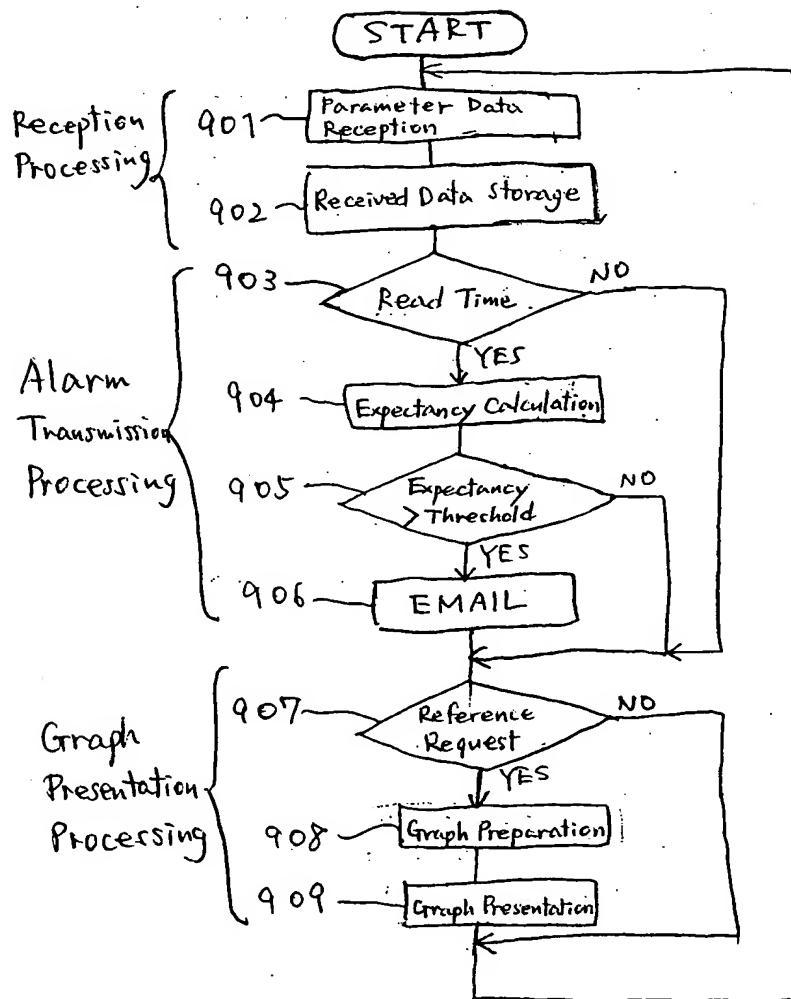 START
Reception
Processing
901
Parameter Data
Reception
902
Received Data Storage
Alarm
Transmission
Processing
903
Read Time
NO
YES
904
Expectancy Calculation
905
Expectancy
> Threshold
NO
YES
906
EMAIL
Graph
Presentation
Processing
907
Reference
Request
NO
YES
908
Graph Preparation
909
Graph Presentation